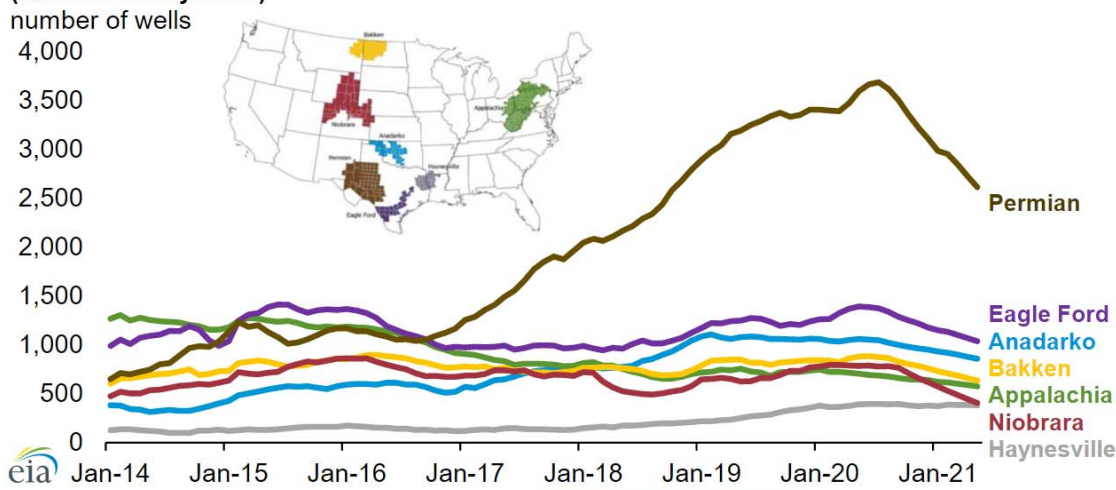 number of wells
4,000
3,500
3,000
2,500
2,000
1,500
1,000
500
0
Bakken
Niobrara
Appalachia
Anadarko
Permian
Haynesville
Eagle Ford
Permian
Eagle Ford
Anadarko
Bakken
Appalachia
Niobrara
Haynesville
Jan-14 Jan-15 Jan-16 Jan-17 Jan-18 Jan-19 Jan-20 Jan-21
eia